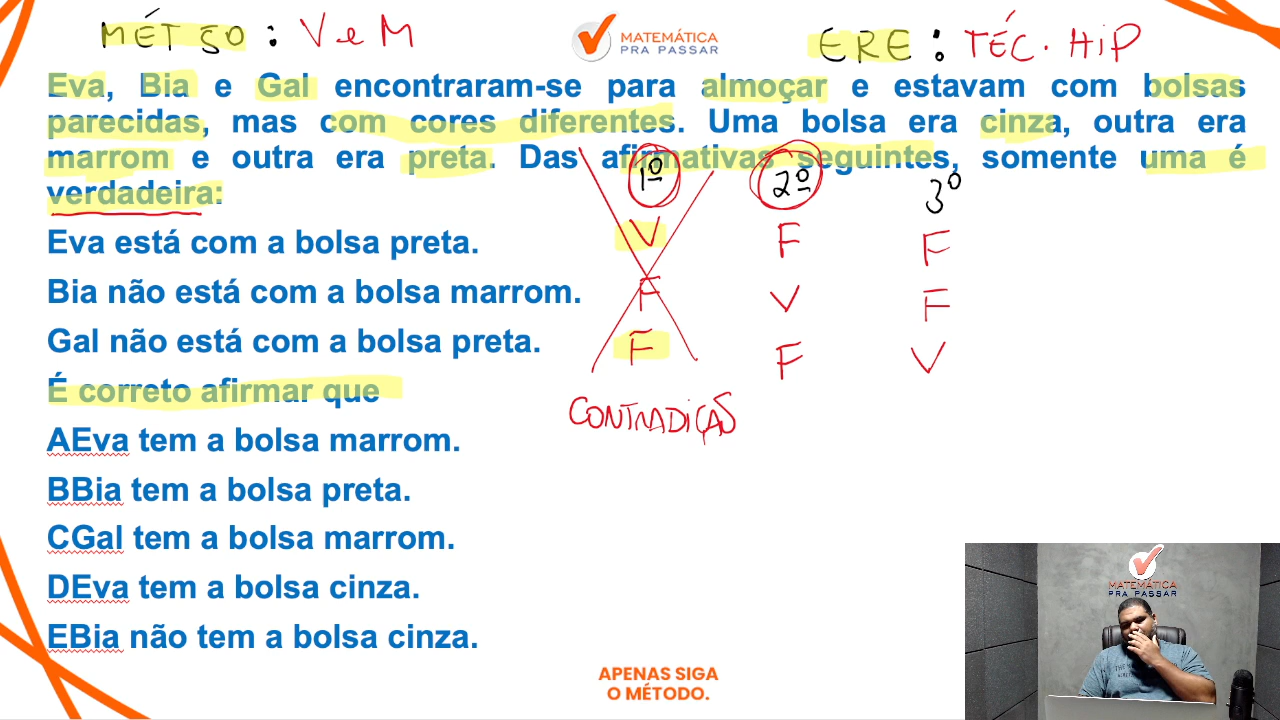 MÉTODO : V e M
MATEMÁTICA
PRA PASSAR
ERE : TÉC. HiP
Eva, Bia e Gal encontraram-se para almoçar e estavam com bolsas
parecidas, mas com cores diferentes. Uma bolsa era cinza, outra era
marrom e outra era preta. Das afirmativas seguintes, somente uma é
verdadeira:
1º 2º 3º
Eva está com a bolsa preta. V F F
Bia não está com a bolsa marrom. F V F
Gal não está com a bolsa preta. F F V
É correto afirmar que
CONTRADIÇÃO
AEva tem a bolsa marrom.
BBia tem a bolsa preta.
CGal tem a bolsa marrom.
DEva tem a bolsa cinza.
EBia não tem a bolsa cinza.
MATEMÁTICA
PRA PASSAR
APENAS SIGA
O MÉTODO.